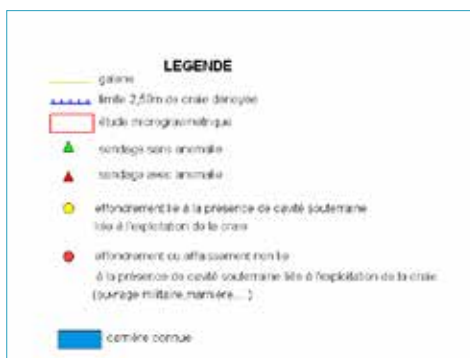 LEGENDE
galerie
limite 2,50m de craie dénoyée
étude microgravimétrique
sondage sans anomalie
sondage avec anomalie
effondrement lié à la présence de cavité souterraine
liée à l'exploitation de la craie
effondrement ou affaissement non lié
à la présence de cavité souterraine liée à l'exploitation de la craie
(ouvrage militaire, marnière....)
carrière connue